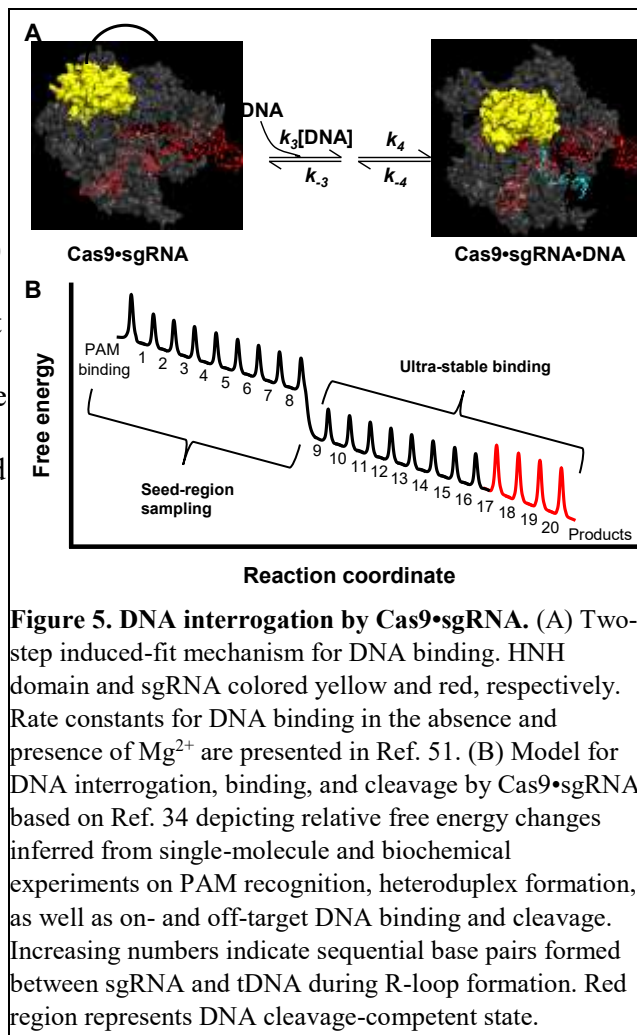 A
DNA
k3[DNA]
k-3
k4
k-4
Cas9•sgRNA
Cas9•sgRNA•DNA
B
Free energy
PAM
binding
1 2 3 4 5 6 7 8
Seed-region
sampling
Ultra-stable binding
9 10 11 12 13 14 15 16 17 18 19 20
Products
Reaction coordinate
Figure 5. DNA interrogation by Cas9•sgRNA. (A) Two-
step induced-fit mechanism for DNA binding. HNH
domain and sgRNA colored yellow and red, respectively.
Rate constants for DNA binding in the absence and
presence of Mg²⁺ are presented in Ref. 51. (B) Model for
DNA interrogation, binding, and cleavage by Cas9•sgRNA
based on Ref. 34 depicting relative free energy changes
inferred from single-molecule and biochemical
experiments on PAM recognition, heteroduplex formation,
as well as on- and off-target DNA binding and cleavage.
Increasing numbers indicate sequential base pairs formed
between sgRNA and tDNA during R-loop formation. Red
region represents DNA cleavage-competent state.